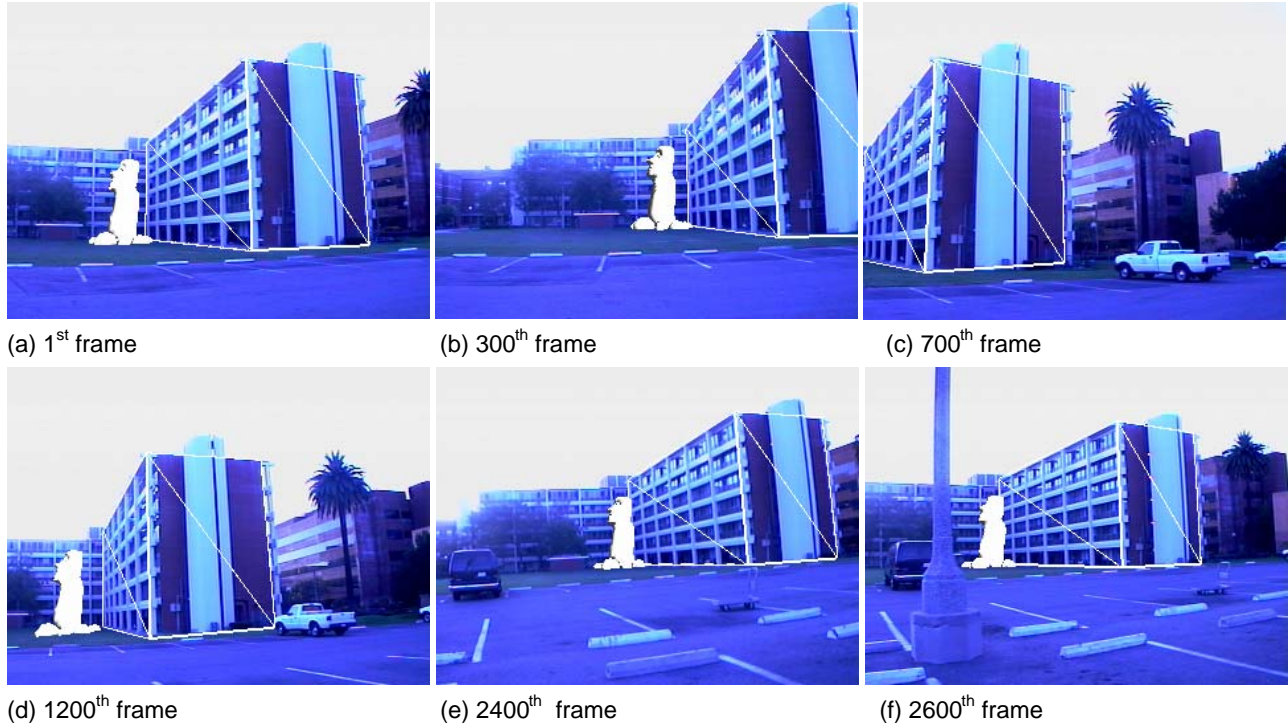 (a) 1st frame
(b) 300th frame
(c) 700th frame
(d) 1200th frame
(e) 2400th frame
(f) 2600th frame